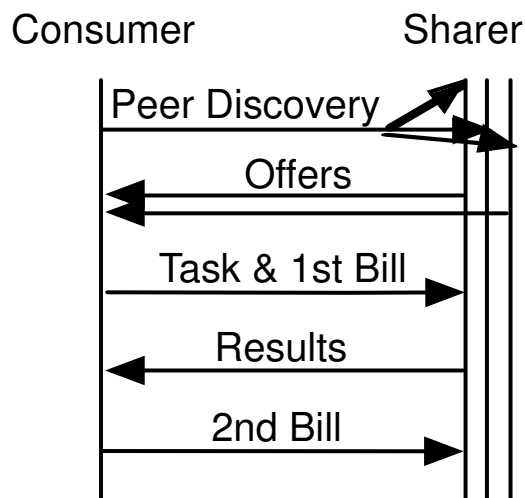 Consumer Sharer
Peer Discovery
Offers
Task & 1st Bill
Results
2nd Bill